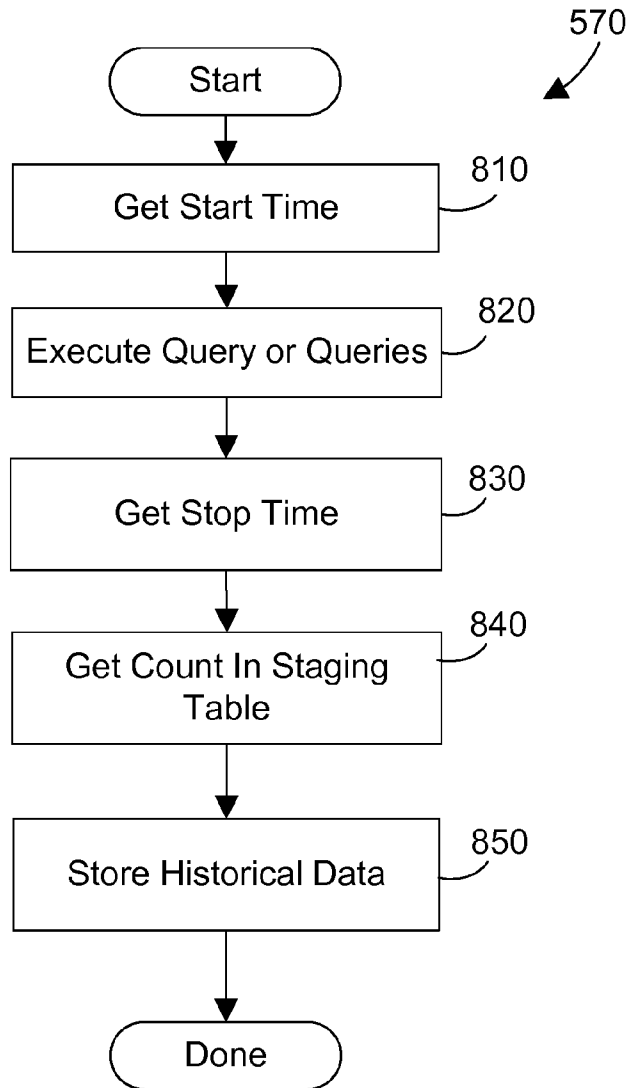 570
Start
810
Get Start Time
820
Execute Query or Queries
830
Get Stop Time
840
Get Count In Staging
Table
850
Store Historical Data
Done